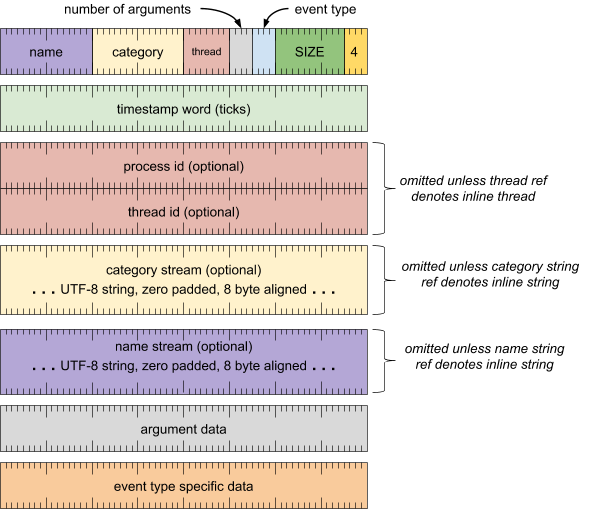 number of arguments
event type
name
category
thread
SIZE
4
timestamp word (ticks)
process id (optional)
thread id (optional)
omitted unless thread ref
denotes inline thread
category stream (optional)
... UTF-8 string, zero padded, 8 byte aligned ...
omitted unless category string
ref denotes inline string
name stream (optional)
... UTF-8 string, zero padded, 8 byte aligned ...
omitted unless name string
ref denotes inline string
argument data
event type specific data